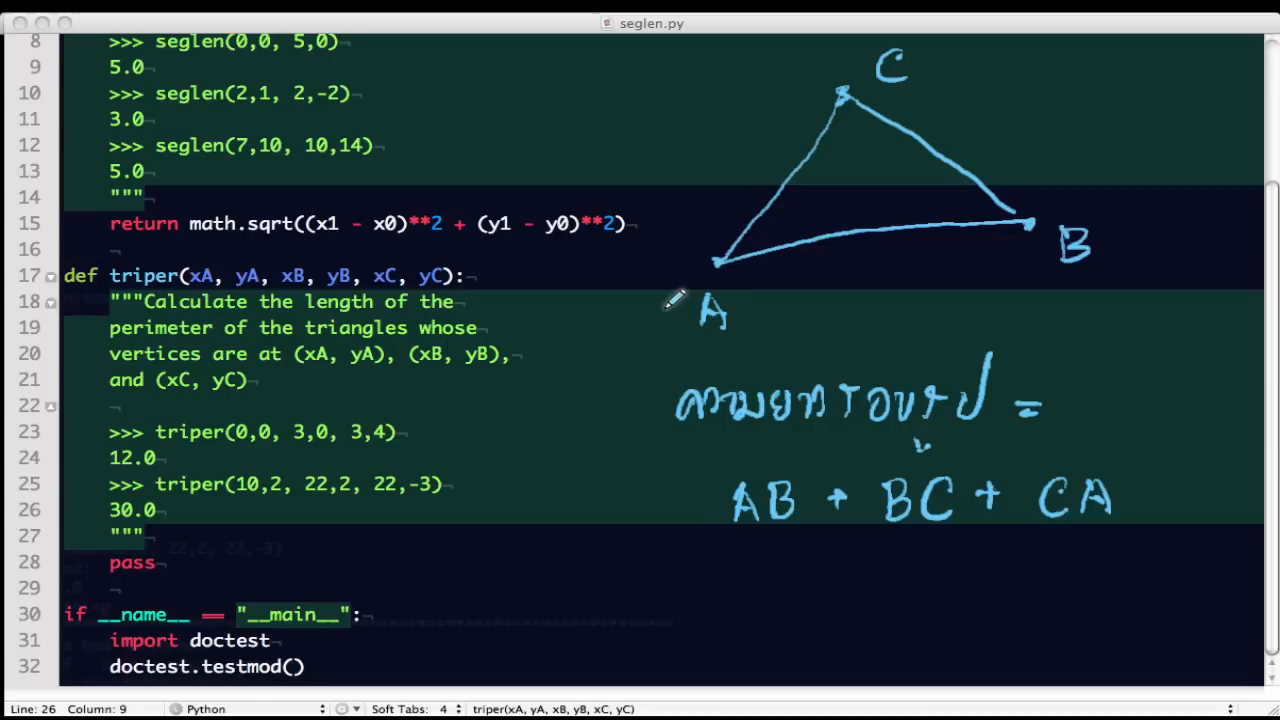 seglen.py
8 >>> seglen(0,0, 5,0)
9 5.0
10 >>> seglen(2,1, 2,-2)
11 3.0
12 >>> seglen(7,10, 10,14)
13 5.0
14 """
15 return math.sqrt((x1 - x0)**2 + (y1 - y0)**2)
16
17 def triper(xA, yA, xB, yB, xC, yC):
18 """Calculate the length of the
19 perimeter of the triangles whose
20 vertices are at (xA, yA), (xB, yB),
21 and (xC, yC)
22
23 >>> triper(0,0, 3,0, 3,4)
24 12.0
25 >>> triper(10,2, 22,2, 22,-3)
26 30.0
27 """
28 pass
29
30 if __name__ == "__main__":
31 import doctest
32 doctest.testmod()
C
B
A
ความยาวรอบรูป =
AB + BC + CA
Line: 26 Column: 9 Python Soft Tabs: 4 triper(xA, yA, xB, yB, xC, yC)